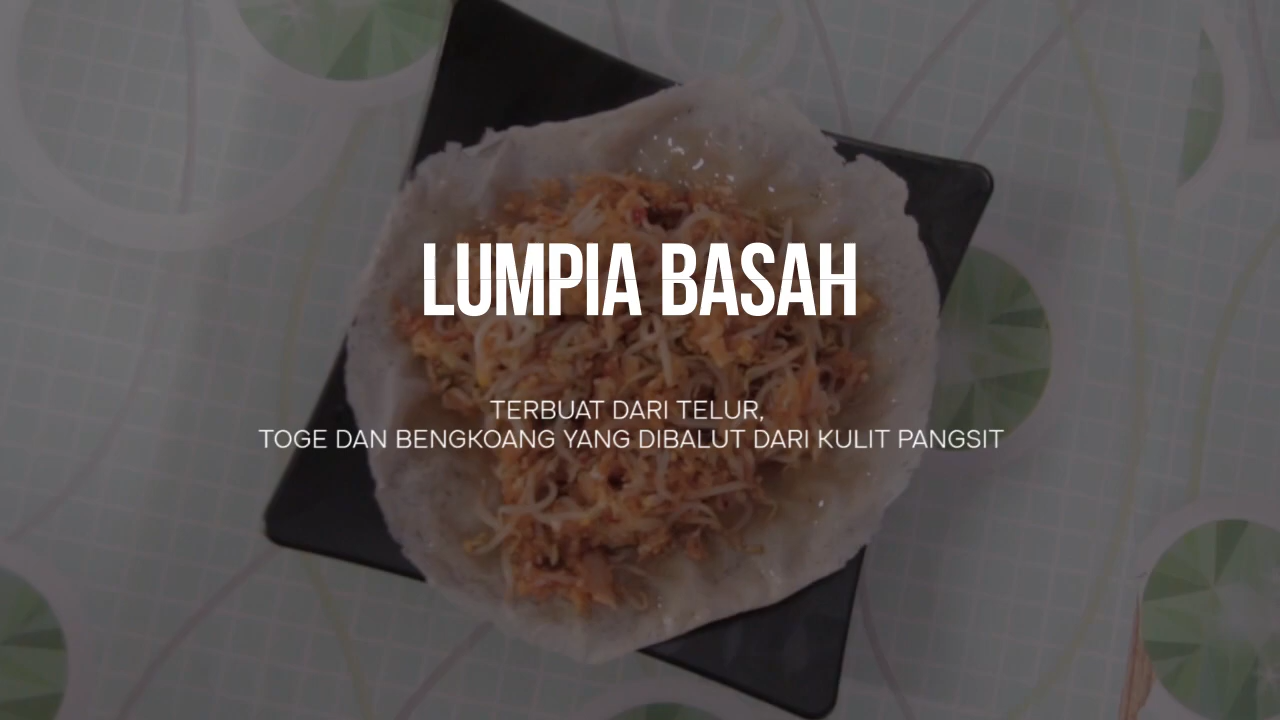 LUMPIA BASAH
TERBUAT DARI TELUR,
TOGE DAN BENGKOANG YANG DIBALUT DARI KULIT PANGSIT